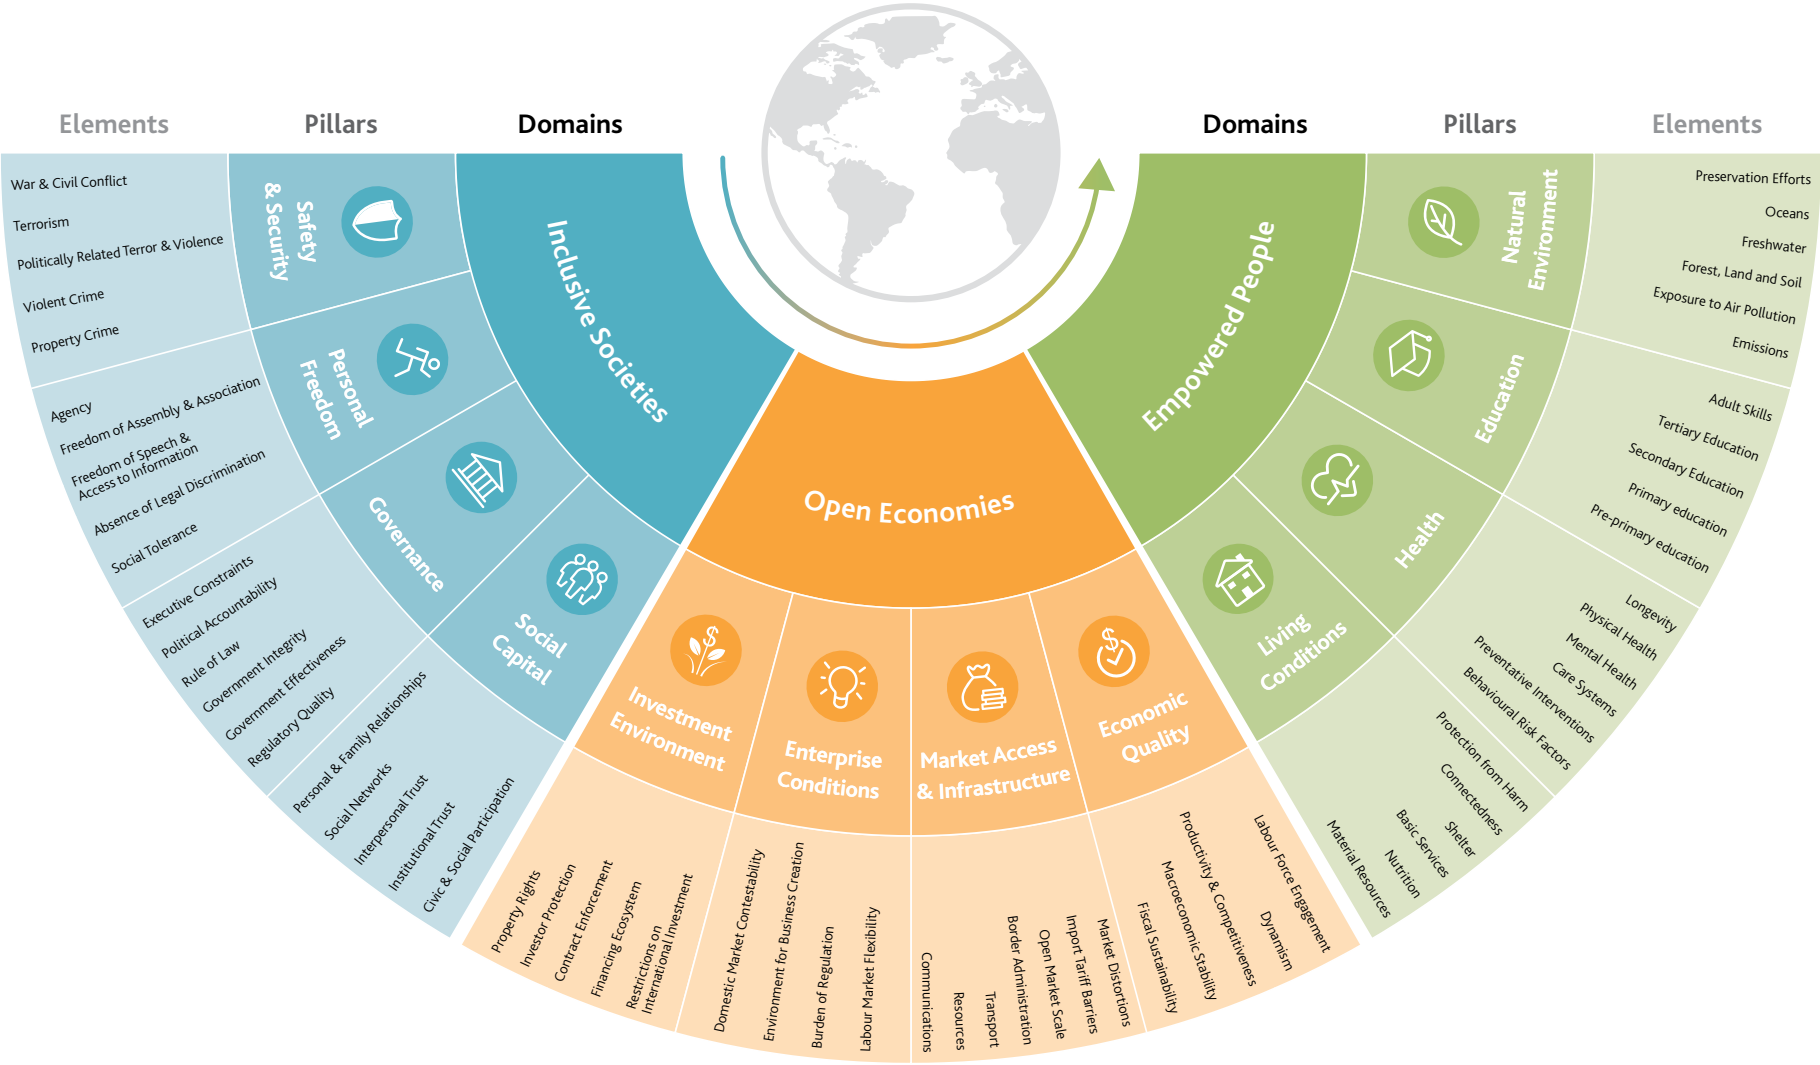 Elements
Pillars
Domains
Domains
Pillars
Elements
Inclusive Societies
Safety
& Security
War & Civil Conflict
Terrorism
Politically Related Terror & Violence
Violent Crime
Property Crime
Personal
Freedom
Agency
Freedom of Assembly & Association
Freedom of Speech &
Access to Information
Absence of Legal Discrimination
Social Tolerance
Governance
Executive Constraints
Political Accountability
Rule of Law
Government Integrity
Government Effectiveness
Regulatory Quality
Social
Capital
Personal & Family Relationships
Social Networks
Interpersonal Trust
Institutional Trust
Civic & Social Participation
Open Economies
Investment
Environment
Property Rights
Investor Protection
Contract Enforcement
Financing Ecosystem
Restrictions on
International Investment
Enterprise
Conditions
Domestic Market Contestability
Environment for Business Creation
Burden of Regulation
Labour Market Flexibility
Market Access
& Infrastructure
Communications
Resources
Transport
Border Administration
Open Market Scale
Import Tariff Barriers
Market Distortions
Economic
Quality
Fiscal Sustainability
Macroeconomic Stability
Productivity & Competitiveness
Dynamism
Labour Force Engagement
Empowered People
Living
Conditions
Material Resources
Nutrition
Basic Services
Shelter
Connectedness
Protection from Harm
Health
Behavioural Risk Factors
Preventative Interventions
Care Systems
Mental Health
Physical Health
Longevity
Education
Pre-primary education
Primary education
Secondary Education
Tertiary Education
Adult Skills
Natural
Environment
Emissions
Exposure to Air Pollution
Forest, Land and Soil
Freshwater
Oceans
Preservation Efforts